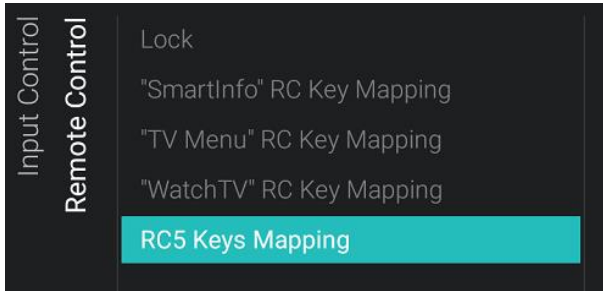 Input Control
Remote Control
Lock
"SmartInfo" RC Key Mapping
"TV Menu" RC Key Mapping
"WatchTV" RC Key Mapping
RC5 Keys Mapping